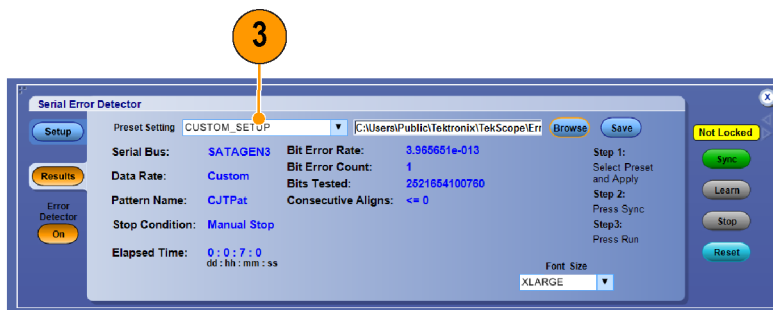 3
Serial Error Detector
X
Setup
Results
Error
Detector
On
Preset Setting CUSTOM_SETUP C:\Users\Public\Tektronix\TekScope\Err Browse Save
Serial Bus: SATAGEN3
Data Rate: Custom
Pattern Name: CJTPat
Stop Condition: Manual Stop
Elapsed Time: 0 : 0 : 7 : 0
dd : hh : mm : ss
Bit Error Rate: 3.965651e-013
Bit Error Count: 1
Bits Tested: 2521654100760
Consecutive Aligns: <= 0
Step 1:
Select Preset
and Apply
Step 2:
Press Sync
Step3:
Press Run
Font Size
XLARGE
Not Locked
Sync
Learn
Stop
Reset